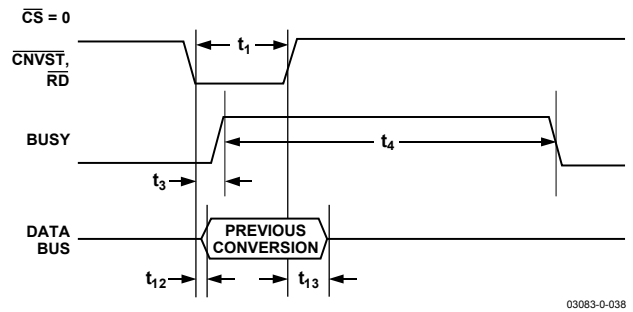 CS = 0
CNVST,
RD
t1
BUSY
t4
t3
DATA
BUS
PREVIOUS
CONVERSION
t12
t13
03083-0-038